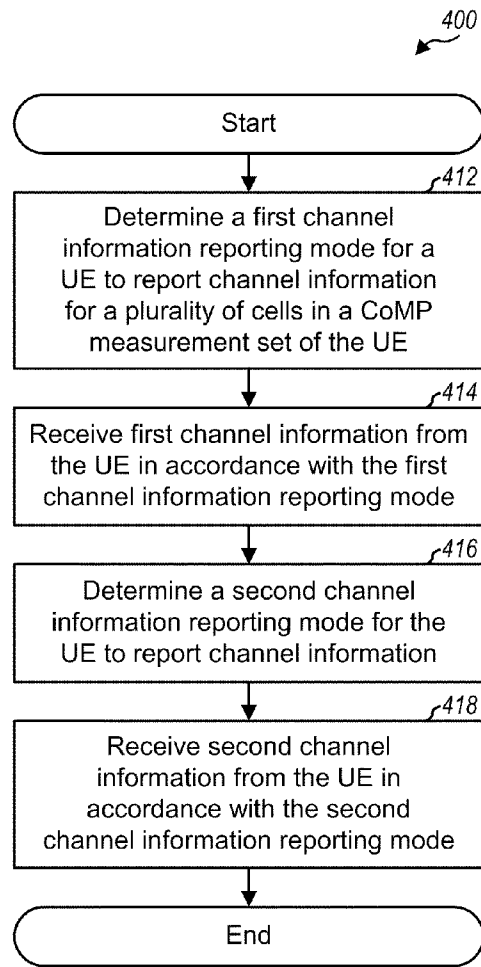 400
Start
412
Determine a first channel
information reporting mode for a
UE to report channel information
for a plurality of cells in a CoMP
measurement set of the UE
414
Receive first channel information from
the UE in accordance with the first
channel information reporting mode
416
Determine a second channel
information reporting mode for the
UE to report channel information
418
Receive second channel
information from the UE in
accordance with the second
channel information reporting mode
End